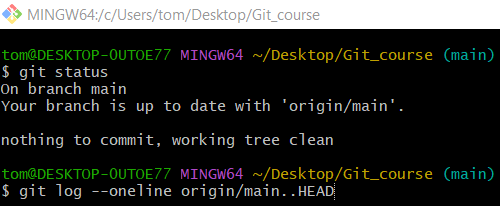 MINGW64:/c/Users/tom/Desktop/Git_course
tom@DESKTOP-OUTOE77 MINGW64 ~/Desktop/Git_course (main)
$ git status
On branch main
Your branch is up to date with 'origin/main'.
nothing to commit, working tree clean
tom@DESKTOP-OUTOE77 MINGW64 ~/Desktop/Git_course (main)
$ git log --oneline origin/main..HEAD